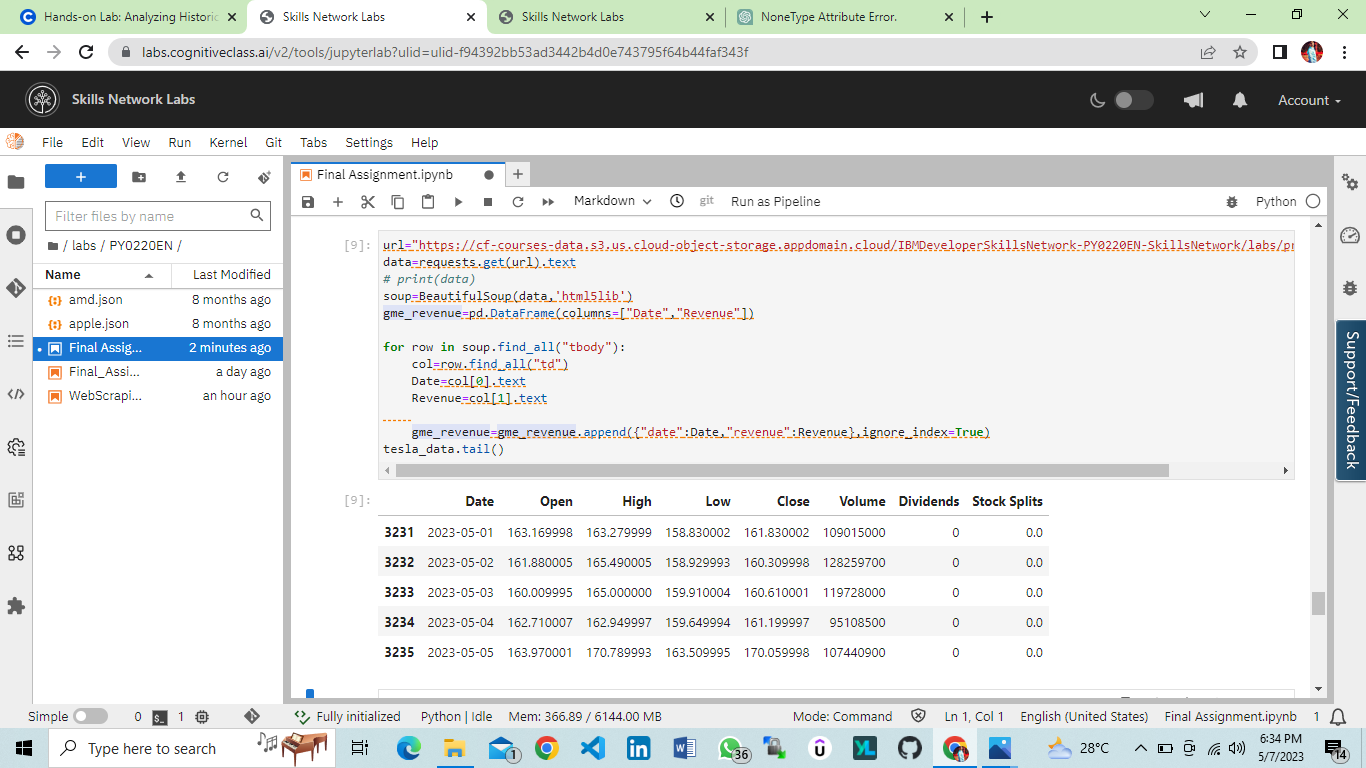 Hands-on Lab: Analyzing Historic
Skills Network Labs
Skills Network Labs
NoneType Attribute Error.
labs.cognitiveclass.ai/v2/tools/jupyterlab?ulid=ulid-f94392bb53ad3442b4d0e743795f64b44faf343f
Skills Network Labs
Account
File Edit View Run Kernel Git Tabs Settings Help
Filter files by name
/ labs / PY0220EN /
Name Last Modified
amd.json 8 months ago
apple.json 8 months ago
Final Assig... 2 minutes ago
Final_Assi... a day ago
WebScrapi... an hour ago
Final Assignment.ipynb
Markdown git Run as Pipeline Python
[9]:
url="https://cf-courses-data.s3.us.cloud-object-storage.appdomain.cloud/IBMDeveloperSkillsNetwork-PY0220EN-SkillsNetwork/labs/pr
data=requests.get(url).text
# print(data)
soup=BeautifulSoup(data,'html5lib')
gme_revenue=pd.DataFrame(columns=["Date","Revenue"])
for row in soup.find_all("tbody"):
col=row.find_all("td")
Date=col[0].text
Revenue=col[1].text
gme_revenue=gme_revenue.append({"date":Date,"revenue":Revenue},ignore_index=True)
tesla_data.tail()
[9]:
Date Open High Low Close Volume Dividends Stock Splits
3231 2023-05-01 163.169998 163.279999 158.830002 161.830002 109015000 0 0.0
3232 2023-05-02 161.880005 165.490005 158.929993 160.309998 128259700 0 0.0
3233 2023-05-03 160.009995 165.000000 159.910004 160.610001 119728000 0 0.0
3234 2023-05-04 162.710007 162.949997 159.649994 161.199997 95108500 0 0.0
3235 2023-05-05 163.970001 170.789993 163.509995 170.059998 107440900 0 0.0
Support/Feedback
Simple 0 1 Fully initialized Python | Idle Mem: 366.89 / 6144.00 MB Mode: Command Ln 1, Col 1 English (United States) Final Assignment.ipynb 1
Type here to search
1
36
YL
28°C
6:34 PM
5/7/2023
14